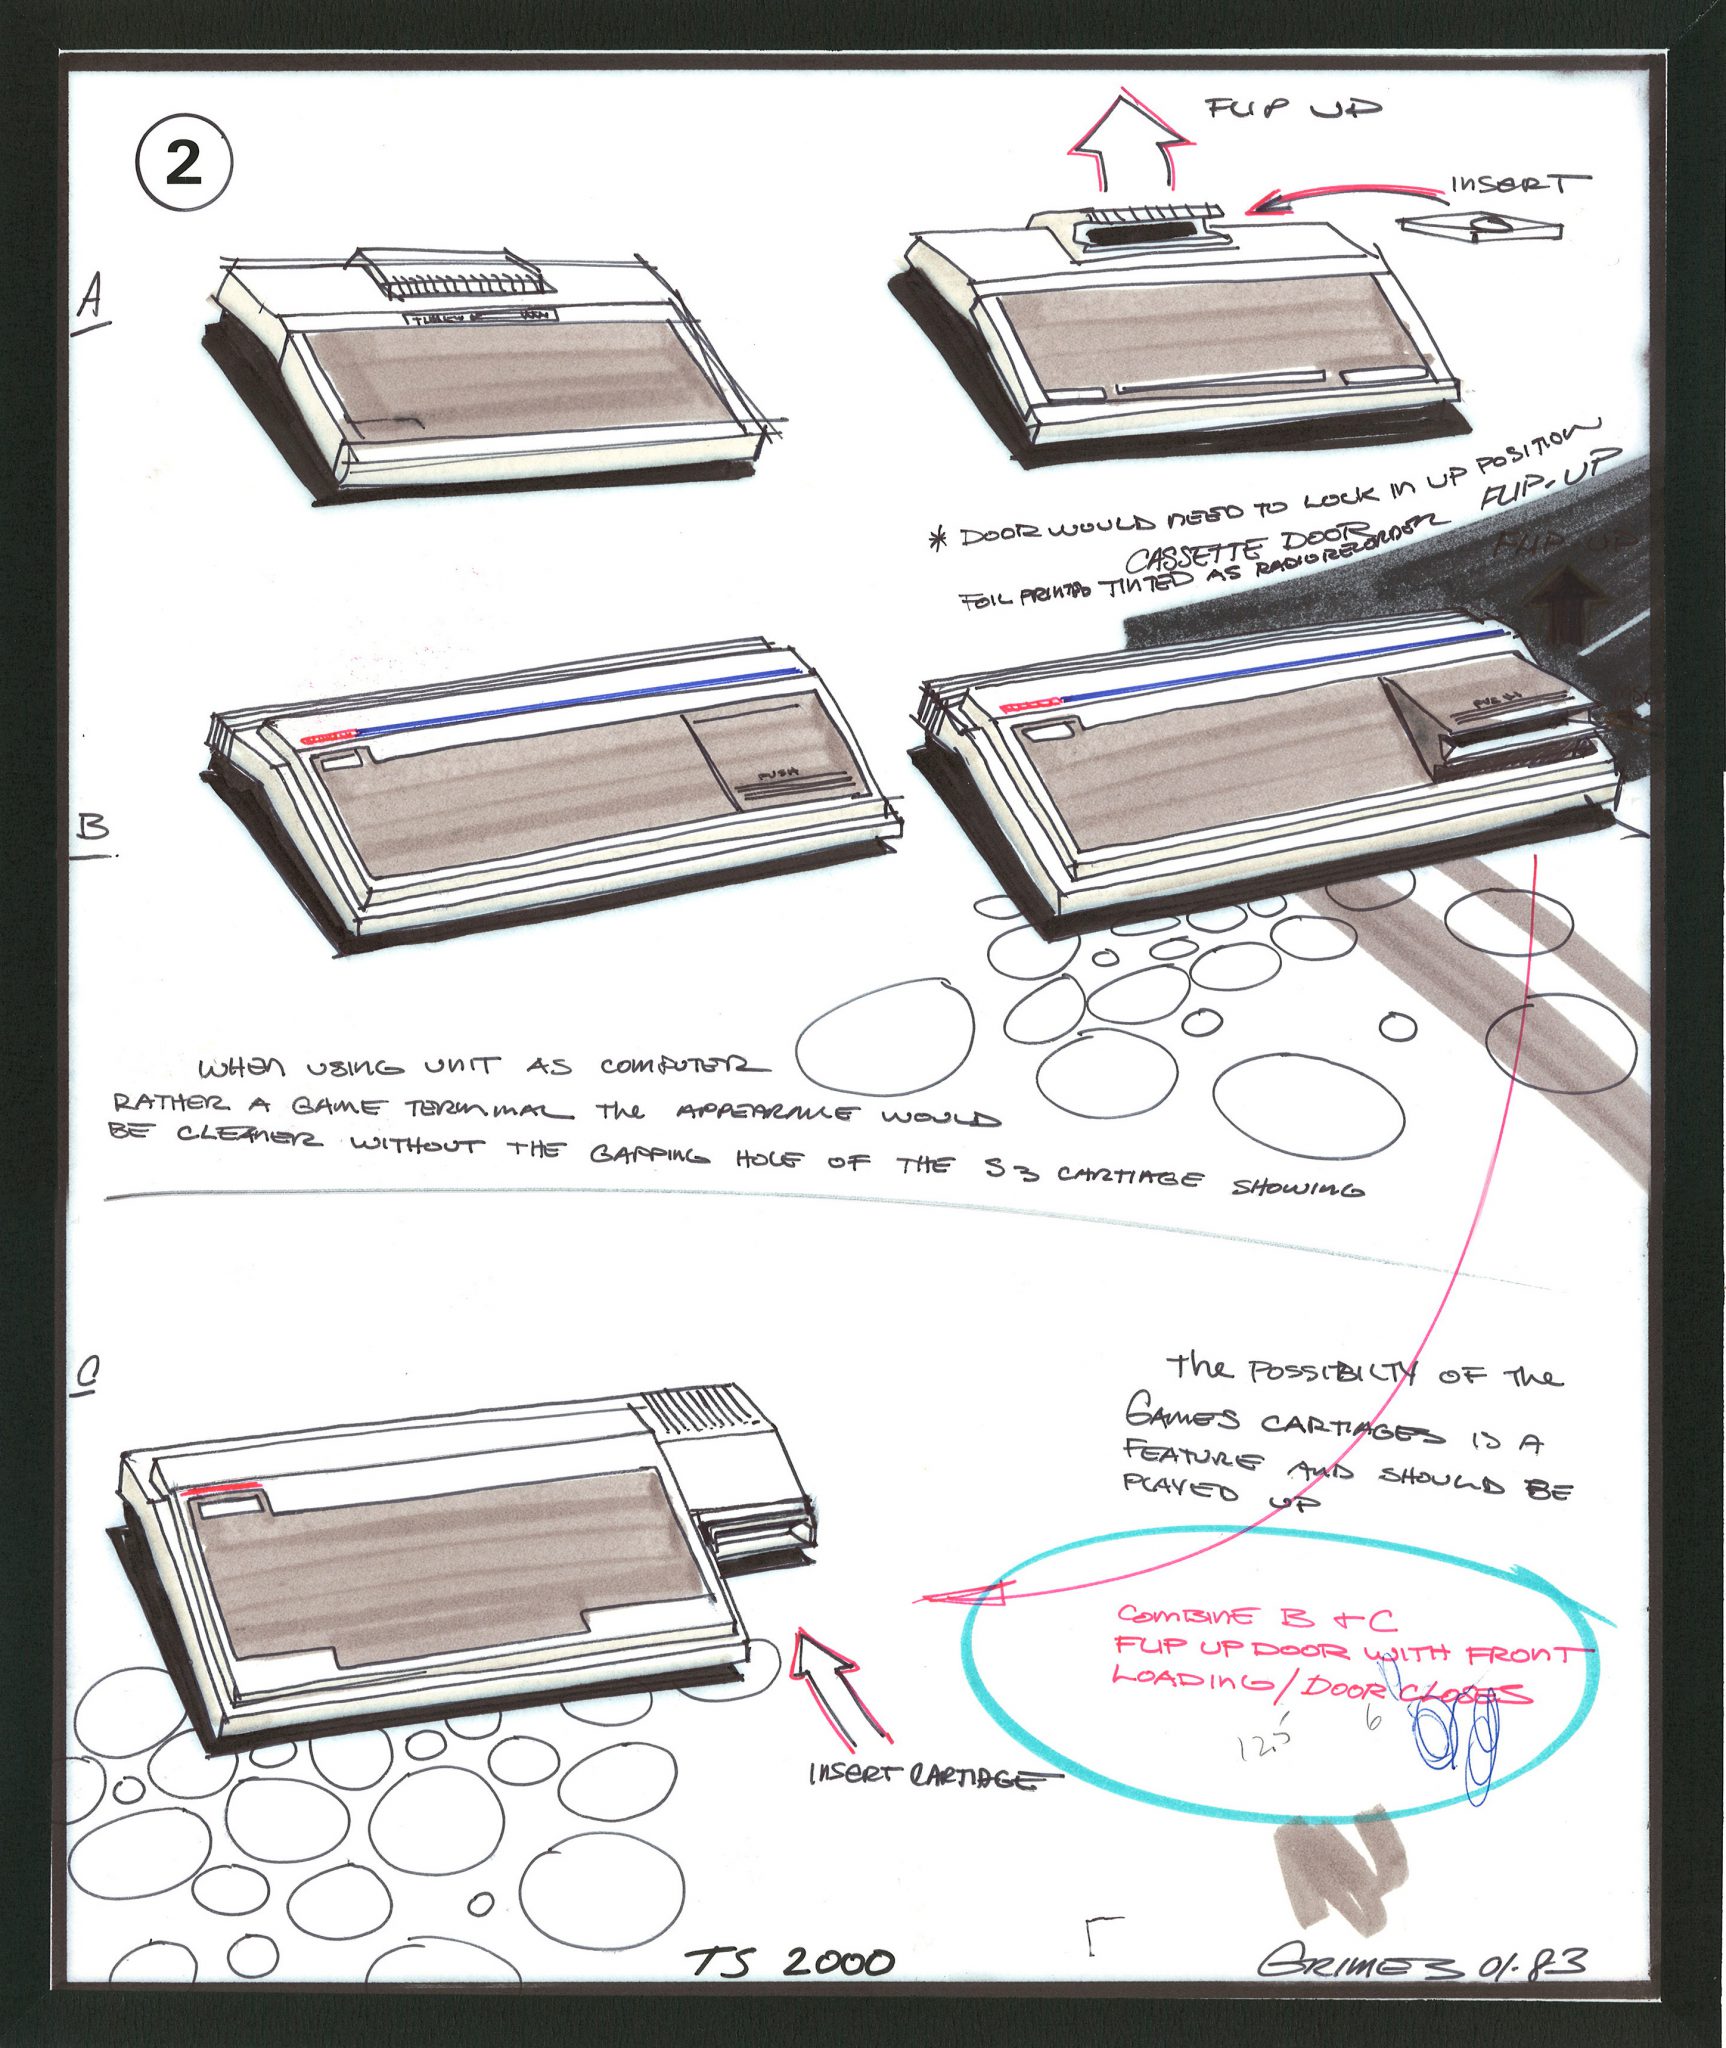 2
FLIP UP
INSERT
A
* DOOR WOULD NEED TO LOCK IN UP POSITION
CASSETTE DOOR FLIP-UP
FOIL PRINTED TINTED AS RADIO RECORDER
FLIP UP
PUSH
PUSH
B
WHEN USING UNIT AS COMPUTER
RATHER A GAME TERMINAL THE APPEARANCE WOULD
BE CLEANER WITHOUT THE GAPPING HOLE OF THE S3 CARTIAGE SHOWING
C
THE POSSIBILTY OF THE
GAMES CARTIAGES IS A
FEATURE AND SHOULD BE
PLAYED UP
COMBINE B + C
FLIP UP DOOR WITH FRONT
LOADING/DOOR CLOSES
12.5 6
INSERT CARTIAGE
TS 2000
GRIMES 01.83